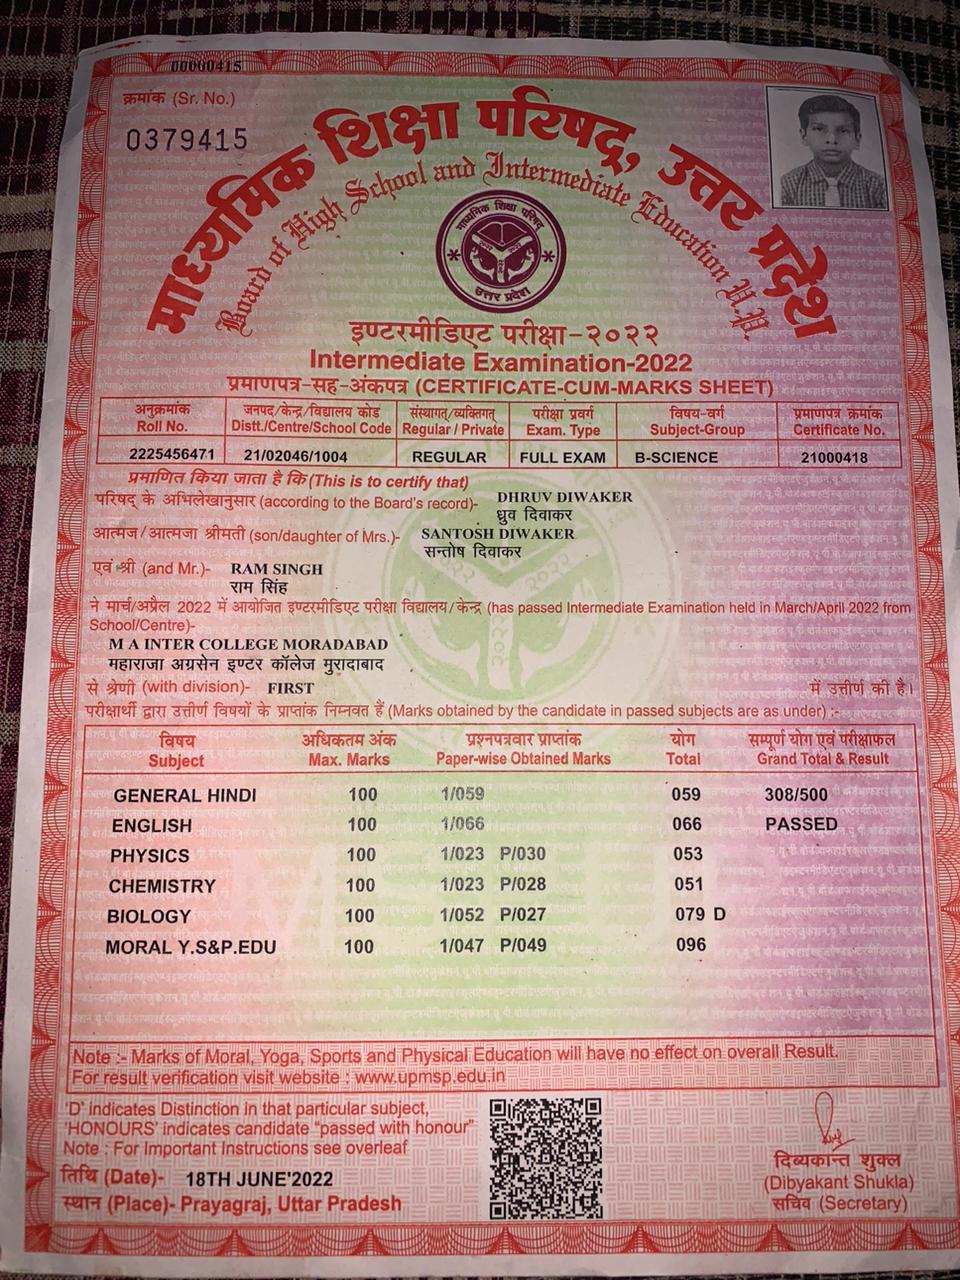 00000415
क्रमांक (Sr. No.)
0379415
माध्यमिक शिक्षा परिषद्, उत्तर प्रदेश
Board of High School and Intermediate Education U.P.
माध्यमिक शिक्षा परिषद्
उत्तर प्रदेश
इण्टरमीडिएट परीक्षा-२०२२
Intermediate Examination-2022
प्रमाणपत्र-सह-अंकपत्र (CERTIFICATE-CUM-MARKS SHEET)
अनुक्रमांक जनपद/केन्द्र/विद्यालय कोड संस्थागत/व्यक्तिगत परीक्षा प्रवर्ग विषय-वर्ग प्रमाणपत्र क्रमांक
Roll No. Distt./Centre/School Code Regular / Private Exam. Type Subject-Group Certificate No.
2225456471 21/02046/1004 REGULAR FULL EXAM B-SCIENCE 21000418
प्रमाणित किया जाता है कि (This is to certify that)
परिषद् के अभिलेखानुसार (according to the Board's record)- DHRUV DIWAKER
ध्रुव दिवाकर
आत्मज/आत्मजा श्रीमती (son/daughter of Mrs.)- SANTOSH DIWAKER
सन्तोष दिवाकर
एवं श्री (and Mr.)- RAM SINGH
राम सिंह
ने मार्च/अप्रैल 2022 में आयोजित इण्टरमीडिएट परीक्षा विद्यालय/केन्द्र (has passed Intermediate Examination held in March/April 2022 from
School/Centre)-
M A INTER COLLEGE MORADABAD
महाराजा अग्रसेन इण्टर कॉलेज मुरादाबाद
से श्रेणी (with division)- FIRST में उत्तीर्ण की है।
परीक्षार्थी द्वारा उत्तीर्ण विषयों के प्राप्तांक निम्नवत हैं (Marks obtained by the candidate in passed subjects are as under) :-
विषय अधिकतम अंक प्रश्नपत्रवार प्राप्तांक योग सम्पूर्ण योग एवं परीक्षाफल
Subject Max. Marks Paper-wise Obtained Marks Total Grand Total & Result
GENERAL HINDI 100 1/059 059 308/500
ENGLISH 100 1/066 066 PASSED
PHYSICS 100 1/023 P/030 053
CHEMISTRY 100 1/023 P/028 051
BIOLOGY 100 1/052 P/027 079 D
MORAL Y.S&P.EDU 100 1/047 P/049 096
Note :- Marks of Moral, Yoga, Sports and Physical Education will have no effect on overall Result.
For result verification visit website : www.upmsp.edu.in
'D' indicates Distinction in that particular subject,
'HONOURS' indicates candidate "passed with honour"
Note : For Important Instructions see overleaf
तिथि (Date)- 18TH JUNE'2022
स्थान (Place)- Prayagraj, Uttar Pradesh
दिव्यकान्त शुक्ल
(Dibyakant Shukla)
सचिव (Secretary)